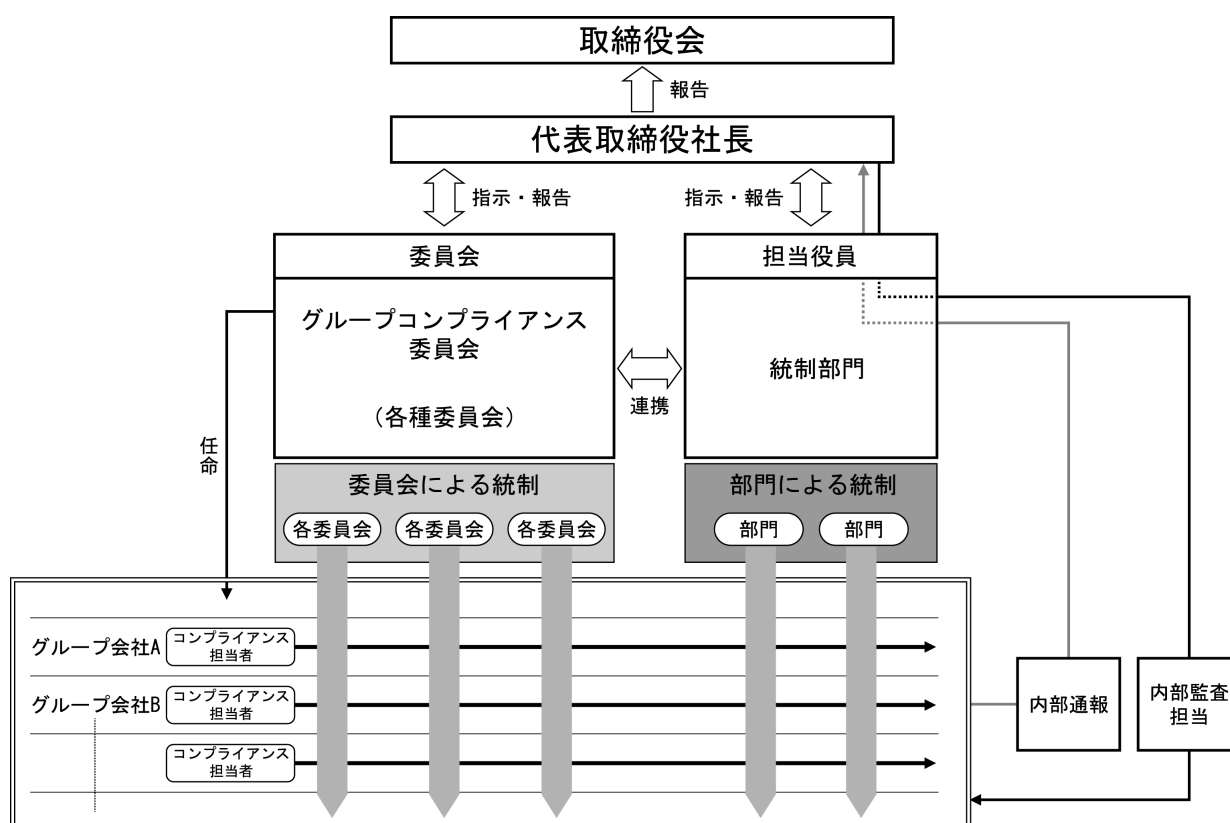 取締役会
報告
代表取締役社長
指示・報告
指示・報告
委員会
グループコンプライアンス
委員会
（各種委員会）
担当役員
統制部門
連携
任命
委員会による統制
各委員会
各委員会
各委員会
部門による統制
部門
部門
グループ会社A
コンプライアンス
担当者
グループ会社B
コンプライアンス
担当者
コンプライアンス
担当者
内部通報
内部監査
担当